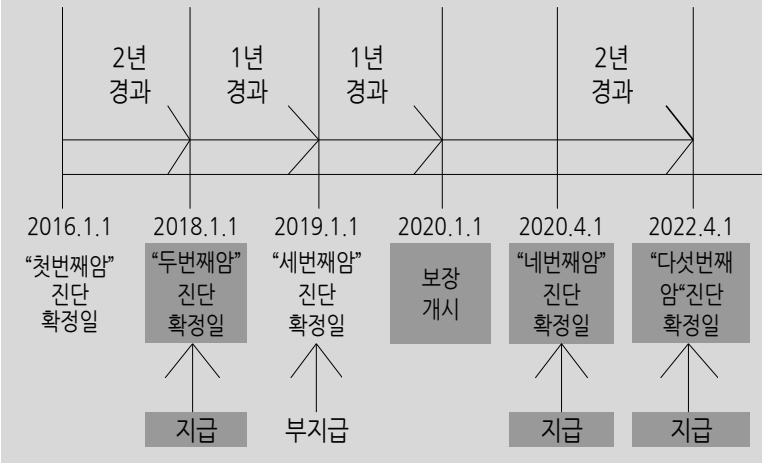 2년
경과
1년
경과
1년
경과
2년
경과
2016.1.1
“첫번째암”
진단
확정일
2018.1.1
“두번째암”
진단
확정일
2019.1.1
“세번째암”
진단
확정일
2020.1.1
보장
개시
2020.4.1
“네번째암”
진단
확정일
2022.4.1
“다섯번째
암“진단
확정일
지급
부지급
지급
지급